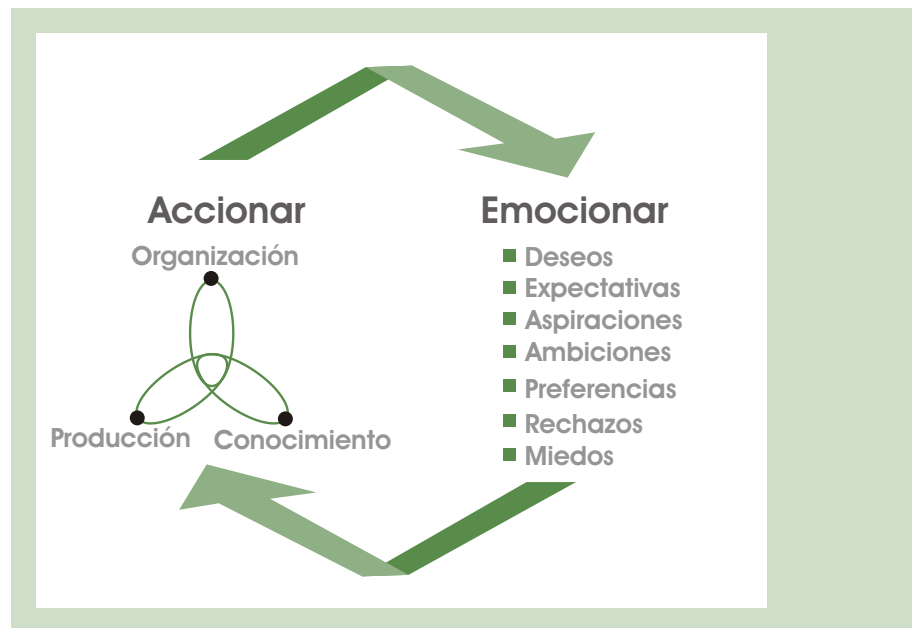 Accionar
Organización
Producción
Conocimiento
Emocionar
Deseos
Expectativas
Aspiraciones
Ambiciones
Preferencias
Rechazos
Miedos